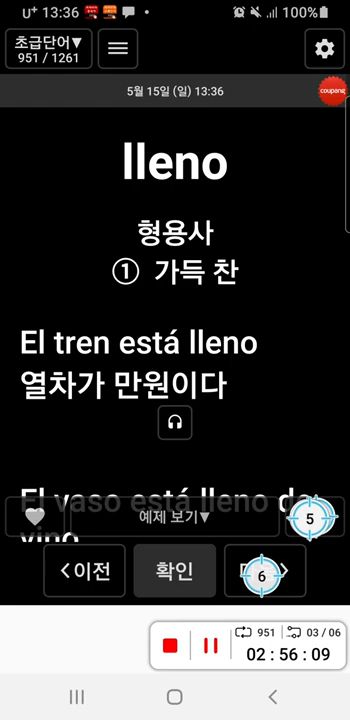 U+ 13:36 100%
초급단어▼
951 / 1261
5월 15일 (일) 13:36
coupang
lleno
형용사
① 가득 찬
El tren está lleno
열차가 만원이다
El vaso está lleno de
vino
예제 보기▼
5
이전
확인
6
951 03 / 06
02 : 56 : 09